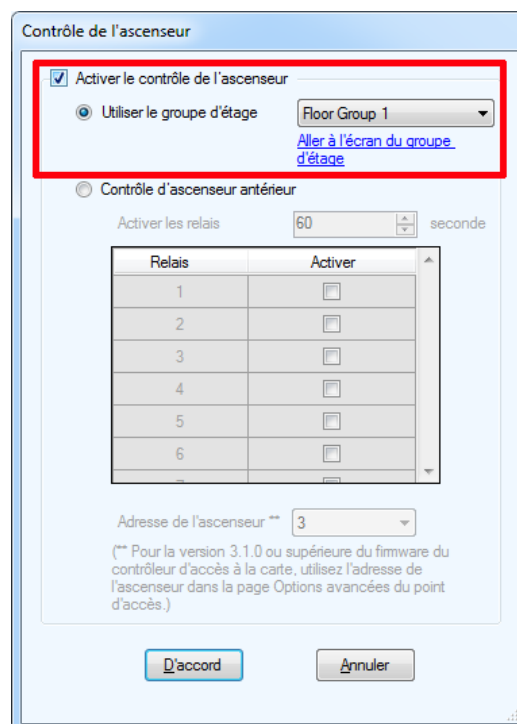 Contrôle de l'ascenseur
Activer le contrôle de l'ascenseur
Utiliser le groupe d'étage
Floor Group 1
Aller à l'écran du groupe
d'étage
Contrôle d'ascenseur antérieur
Activer les relais
60
seconde
Relais
Activer
1
2
3
4
5
6
Adresse de l'ascenseur **
3
(** Pour la version 3.1.0 ou supérieure du firmware du
contrôleur d'accès à la carte, utilisez l'adresse de
l'ascenseur dans la page Options avancées du point
d'accès.)
D'accord
Annuler